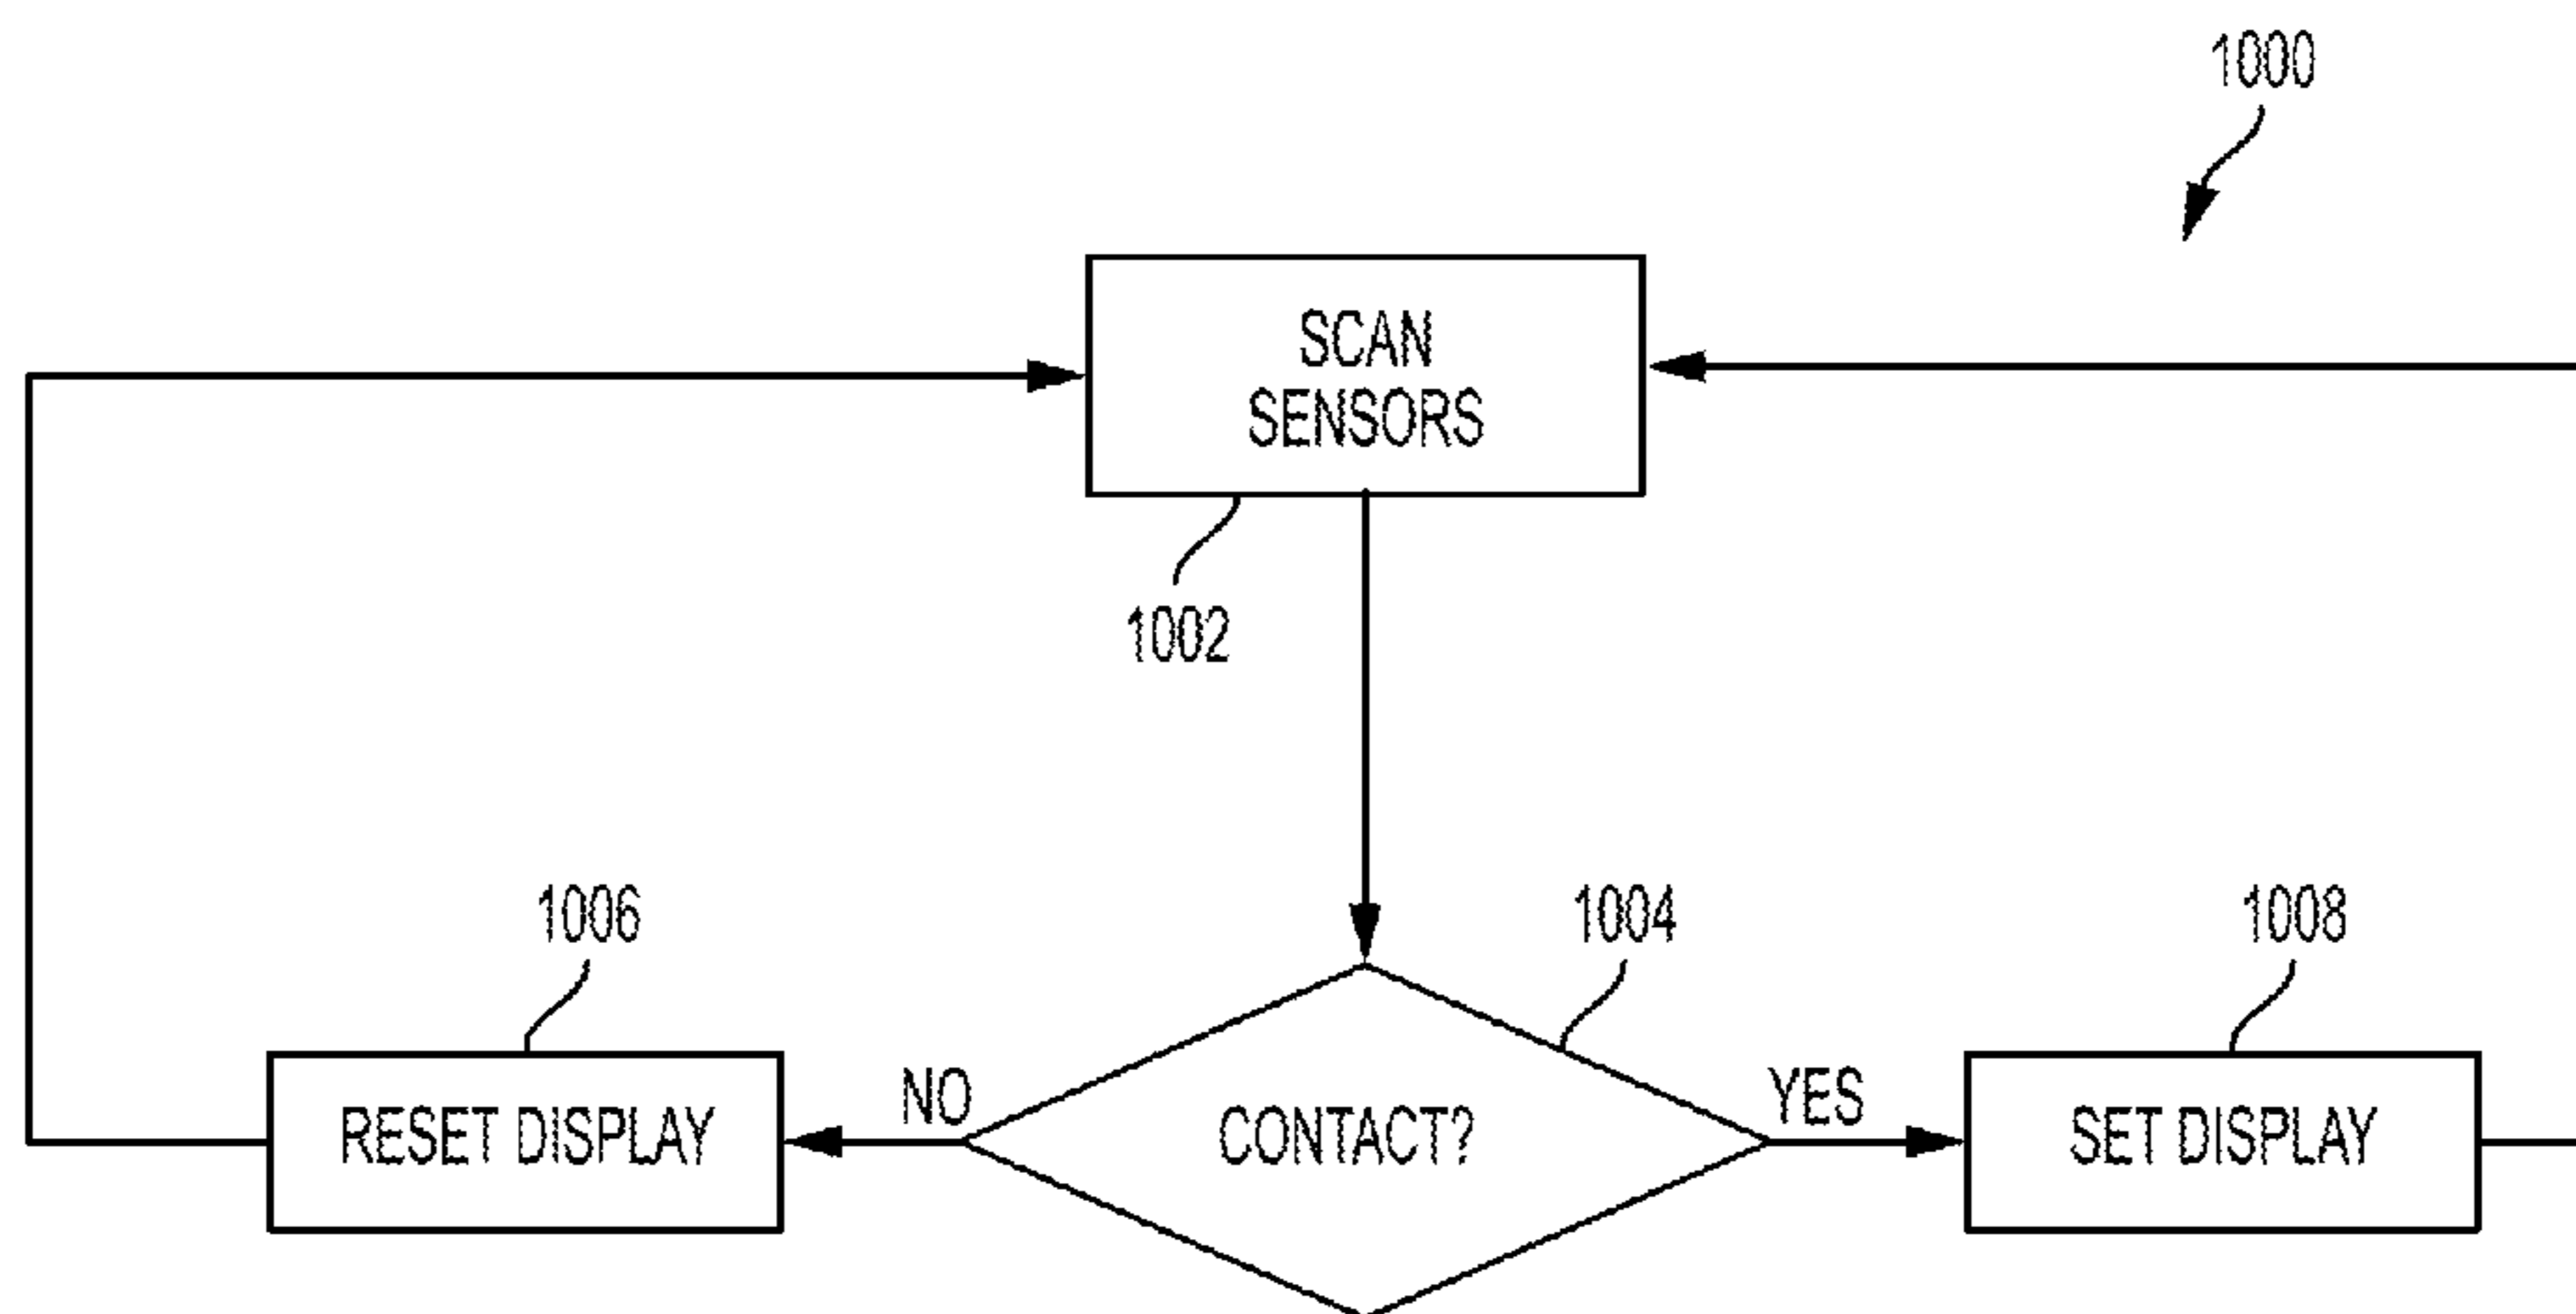 1000
SCAN
SENSORS
1002
1006
1004
1008
RESET DISPLAY
NO
CONTACT?
YES
SET DISPLAY